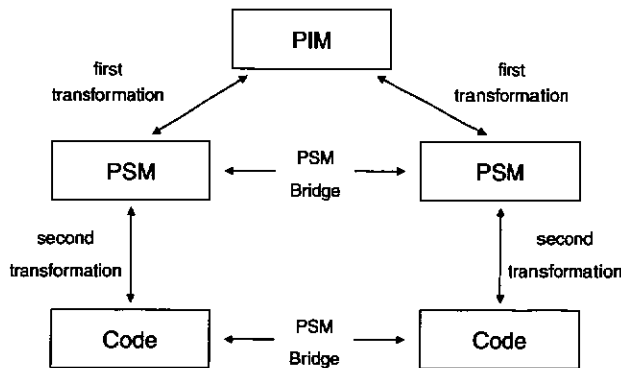 PIM
first
transformation
first
transformation
PSM
PSM
Bridge
PSM
second
transformation
second
transformation
Code
PSM
Bridge
Code